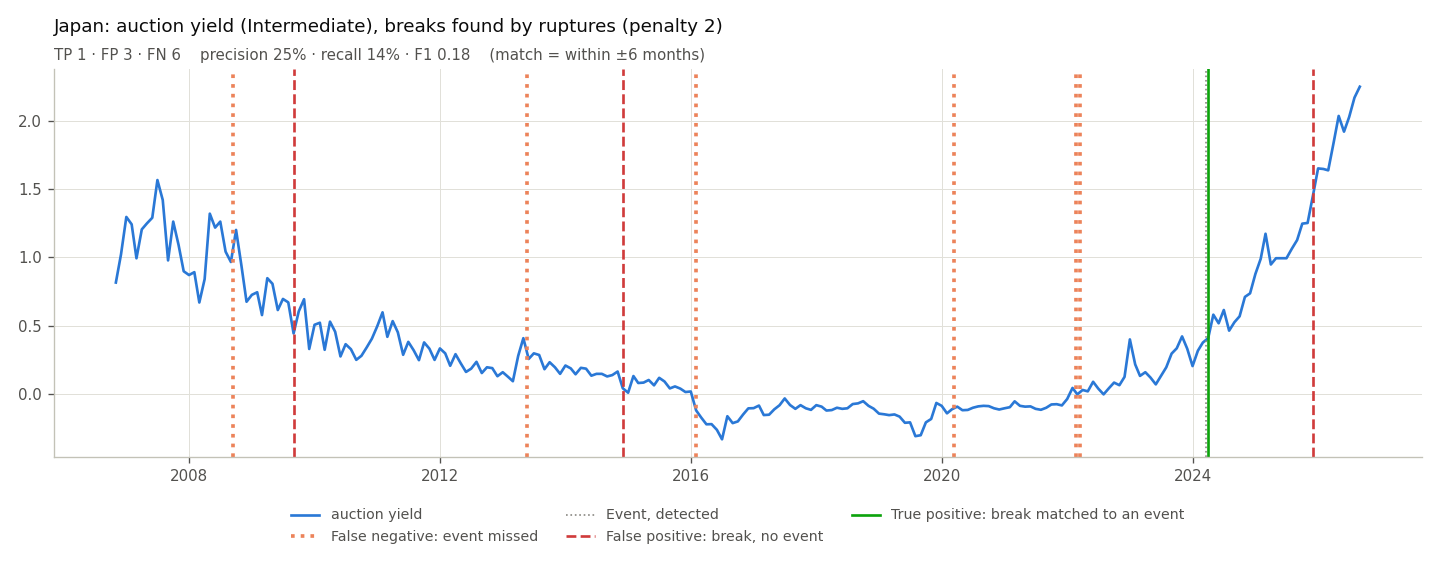 Japan: auction yield (Intermediate), breaks found by ruptures (penalty 2)
TP 1 · FP 3 · FN 6    precision 25% · recall 14% · F1 0.18    (match = within ±6 months)
2.0
1.5
1.0
0.5
0.0
2008 2012 2016 2020 2024
auction yield
Event, detected
True positive: break matched to an event
False negative: event missed
False positive: break, no event